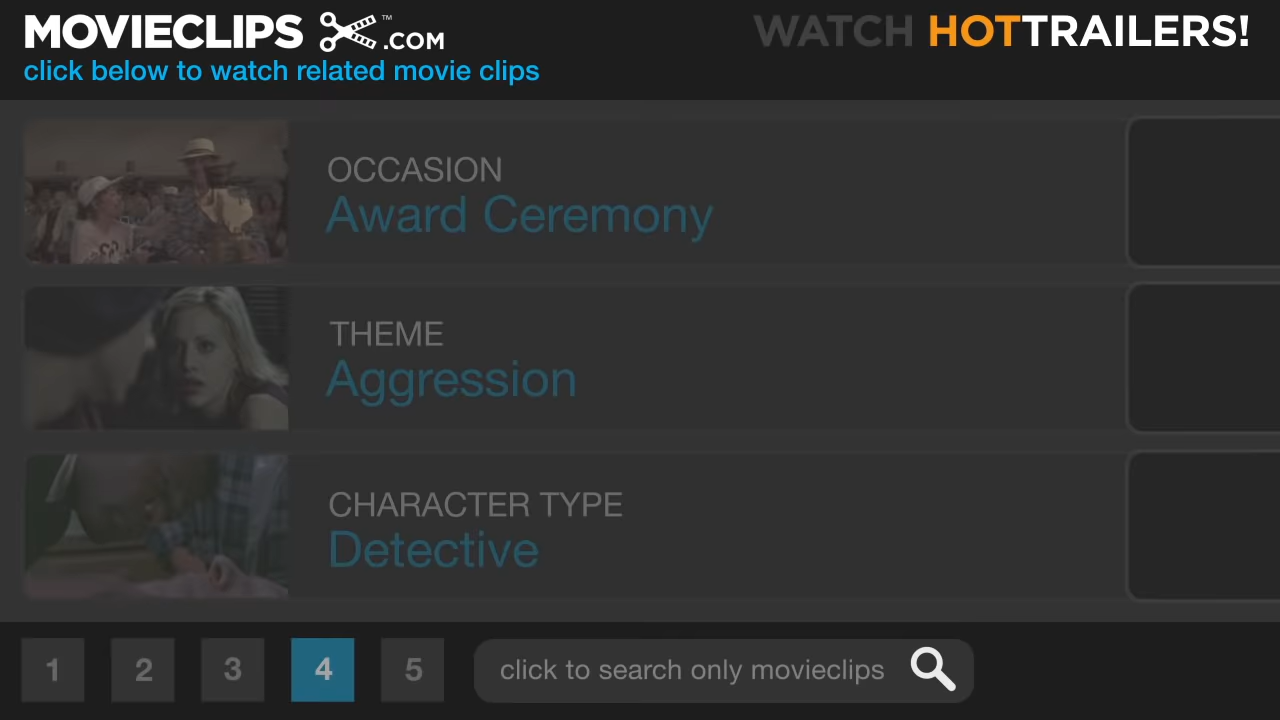 MOVIECLIPS ™ .COM
WATCH HOTTRAILERS!
click below to watch related movie clips
OCCASION
Award Ceremony
THEME
Aggression
CHARACTER TYPE
Detective
1 2 3 4 5 click to search only movieclips